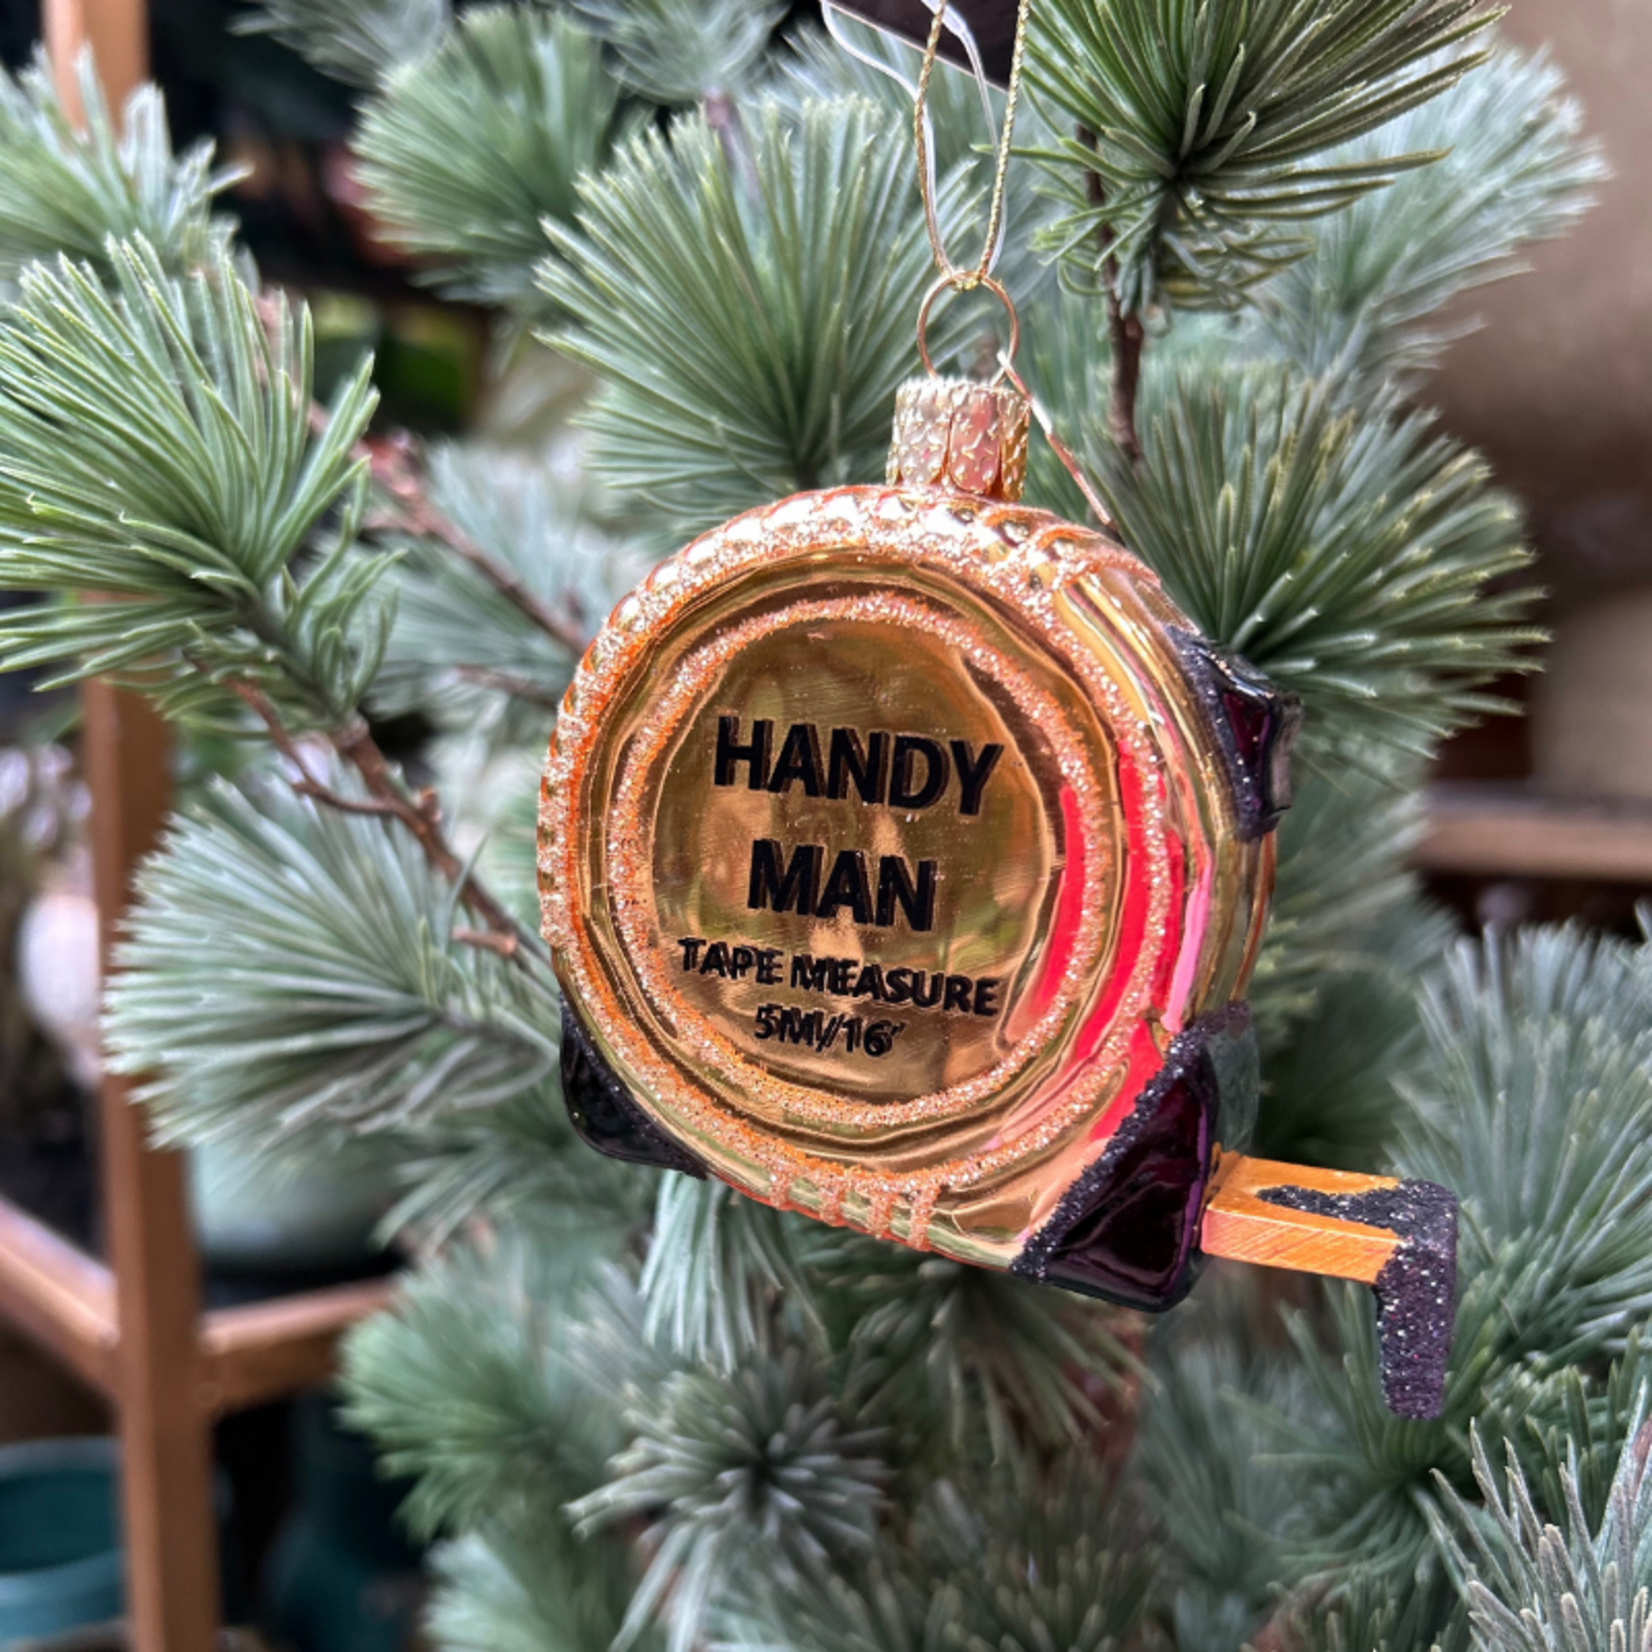 HANDY
MAN
TAPE MEASURE
5M/16'